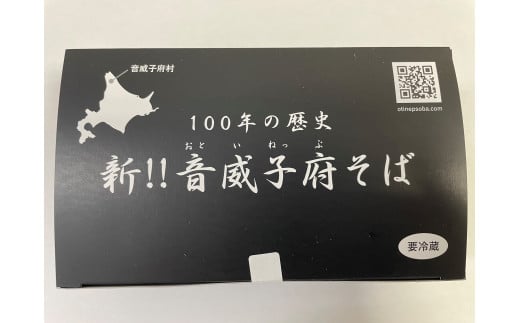 音威子府村
otinepsoba.com
100年の歴史
おといねっぷ
新!!音威子府そば
要冷蔵